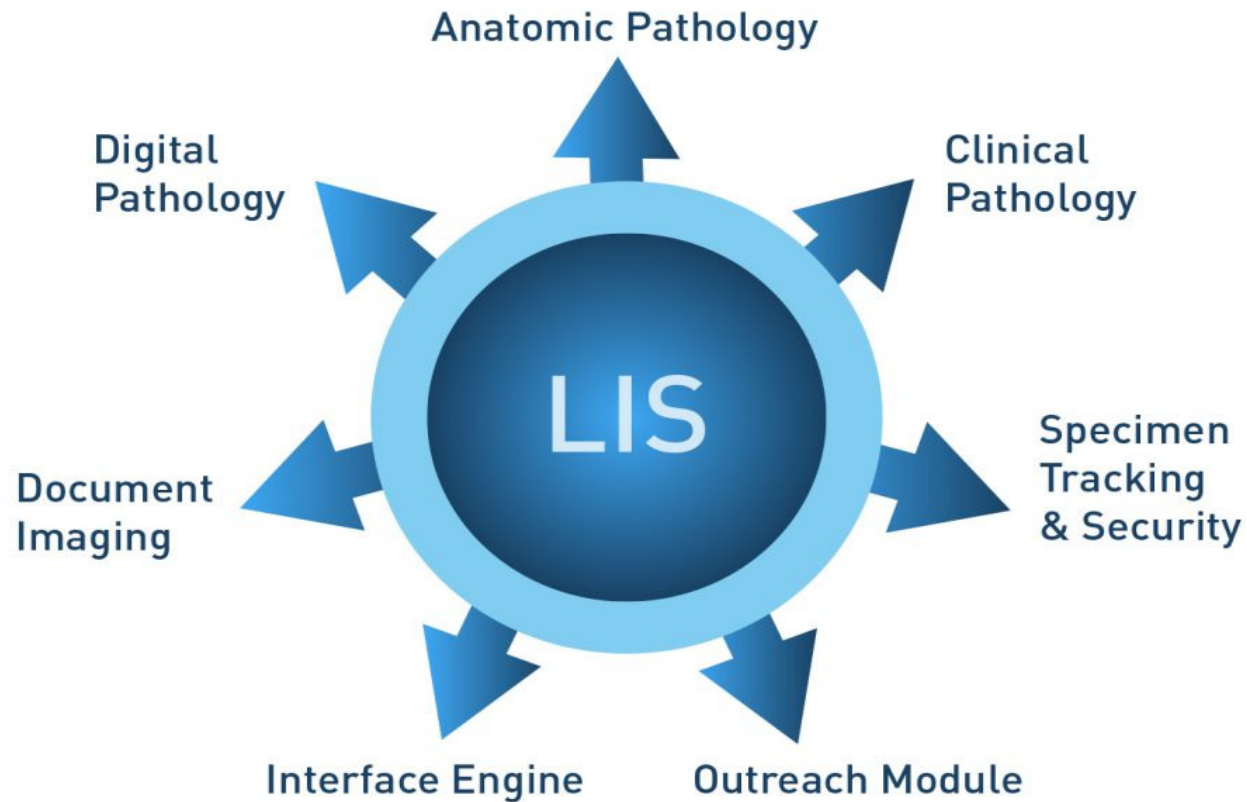 Anatomic Pathology
Digital
Pathology
Clinical
Pathology
LIS
Document
Imaging
Specimen
Tracking
& Security
Interface Engine
Outreach Module